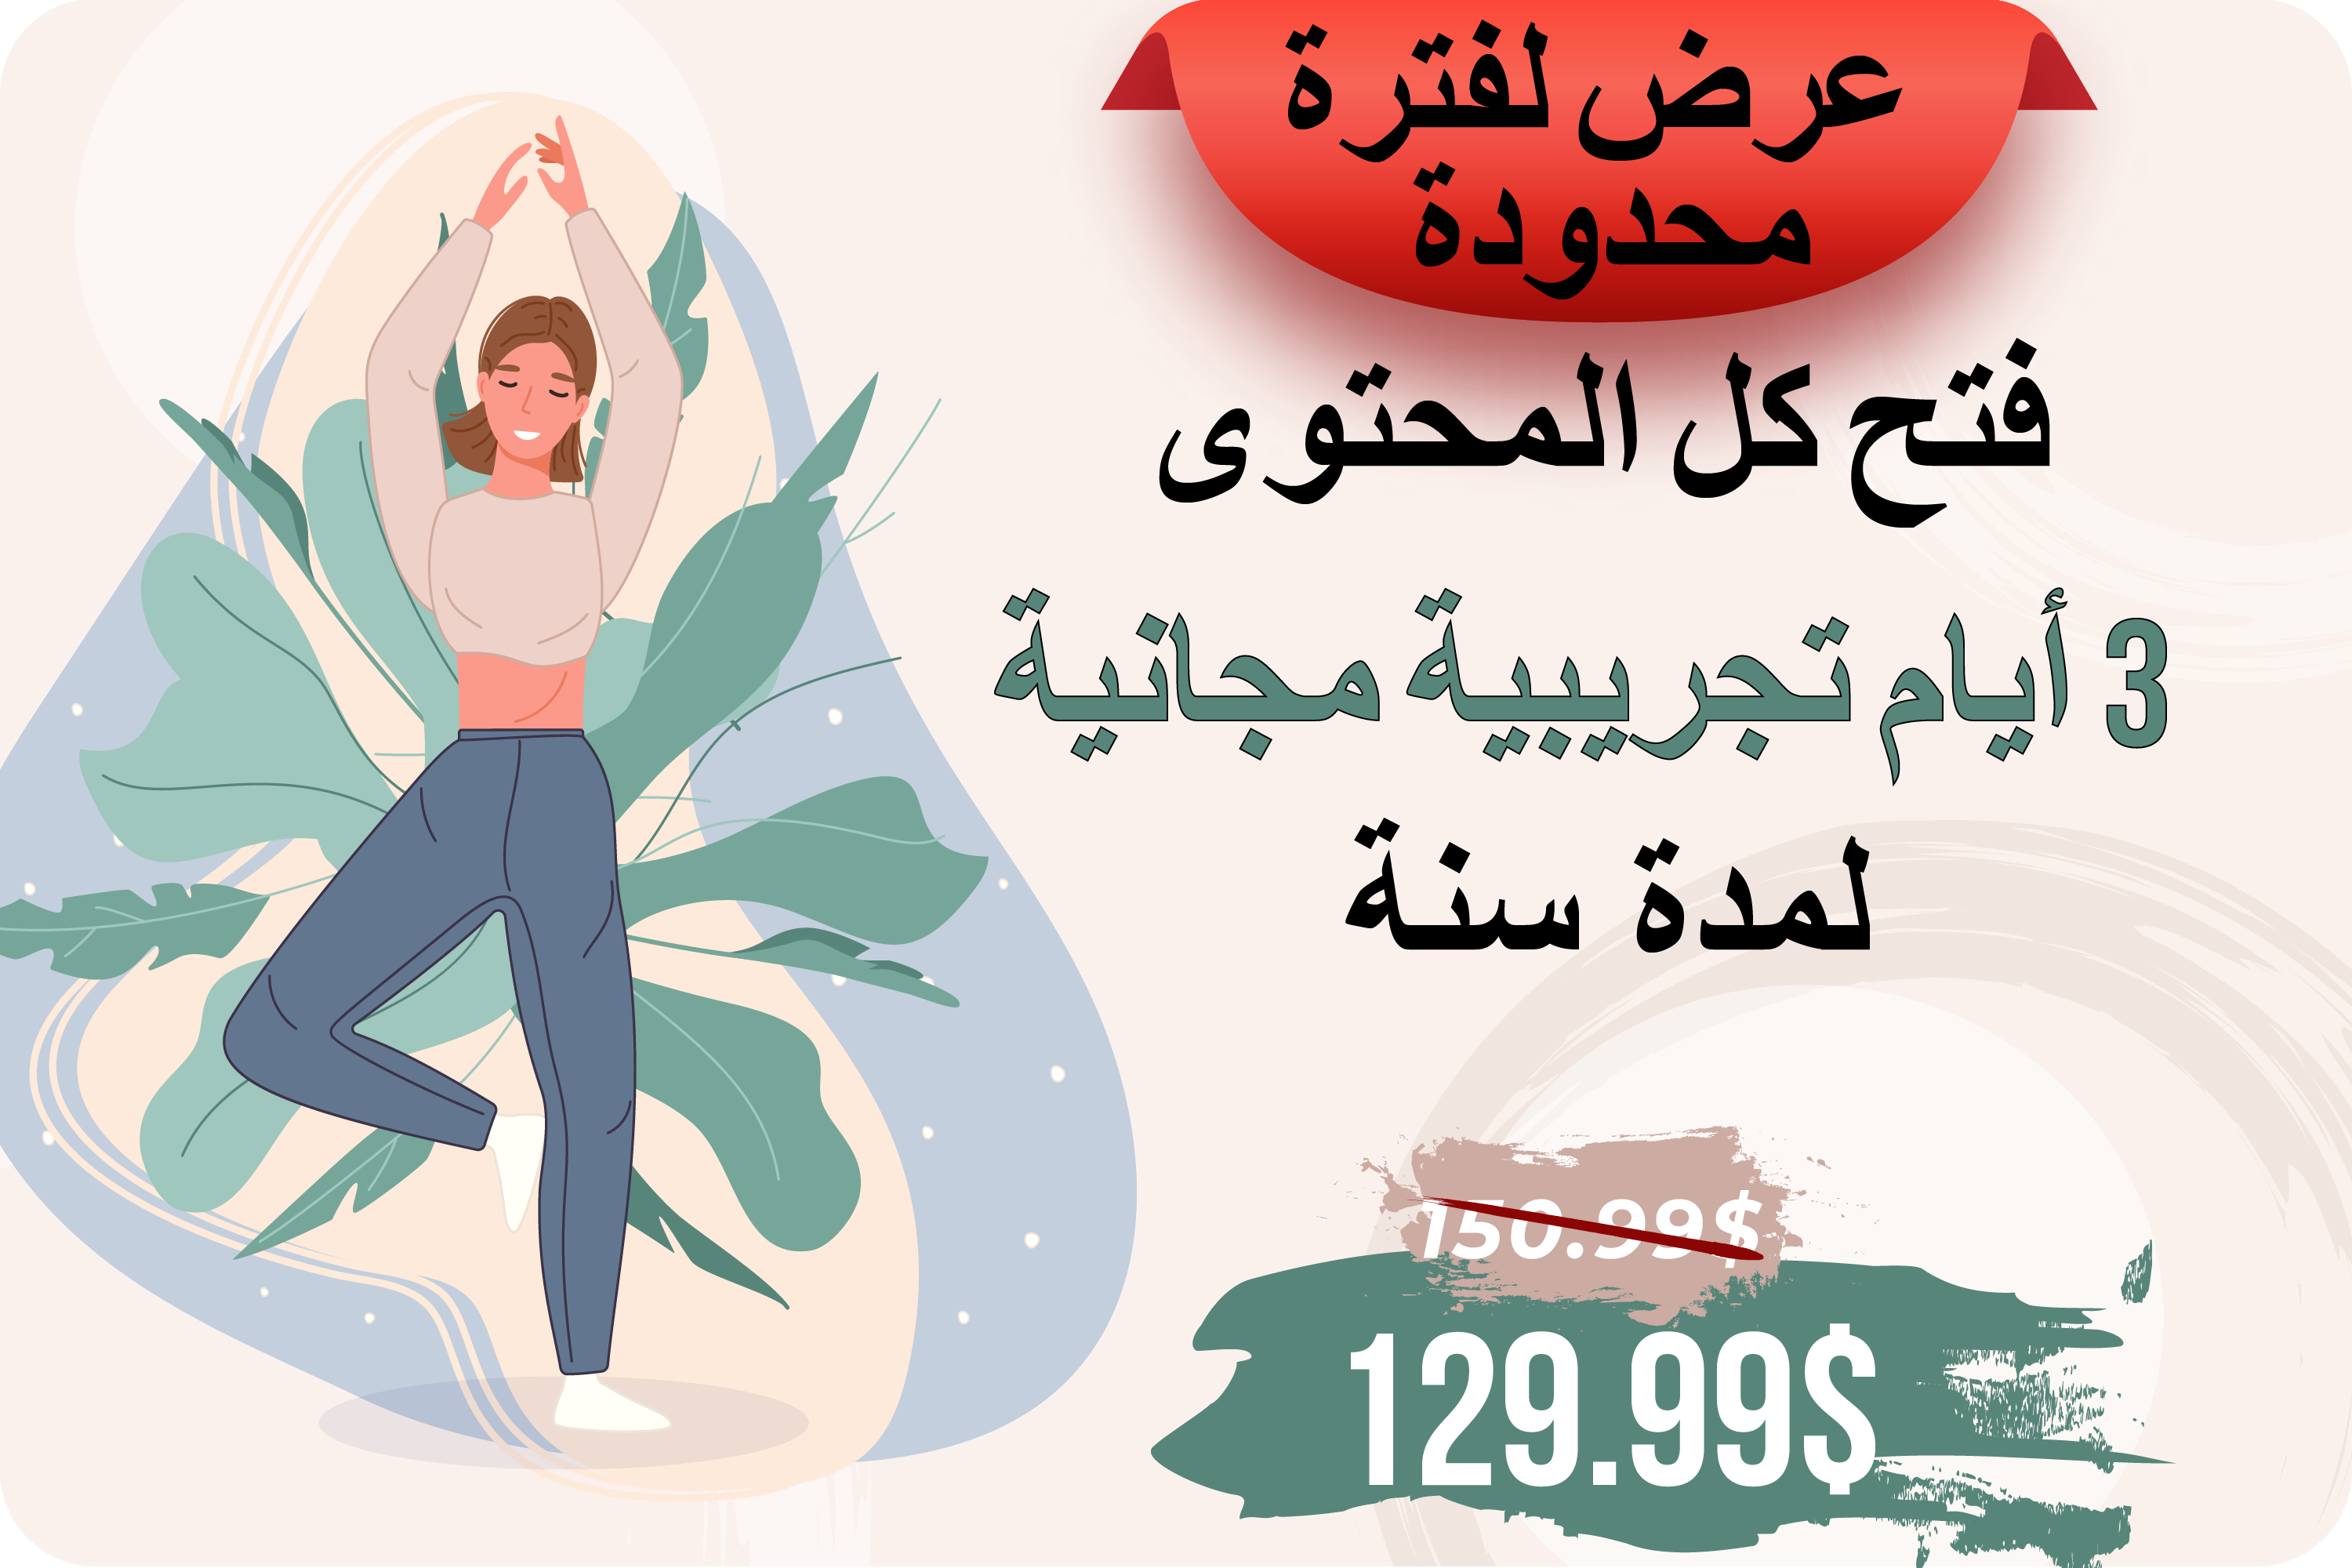 عرض لفترة
محدودة
فتح كل المحتوى
3 أيام تجريبية مجانية
لمدة سنة
150.99$
129.99$